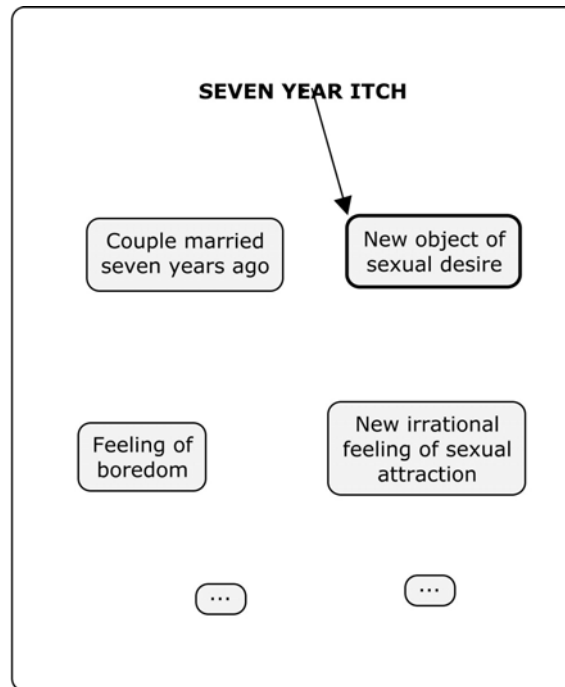 SEVEN YEAR ITCH
Couple married
seven years ago
New object of
sexual desire
Feeling of
boredom
New irrational
feeling of sexual
attraction
...
...